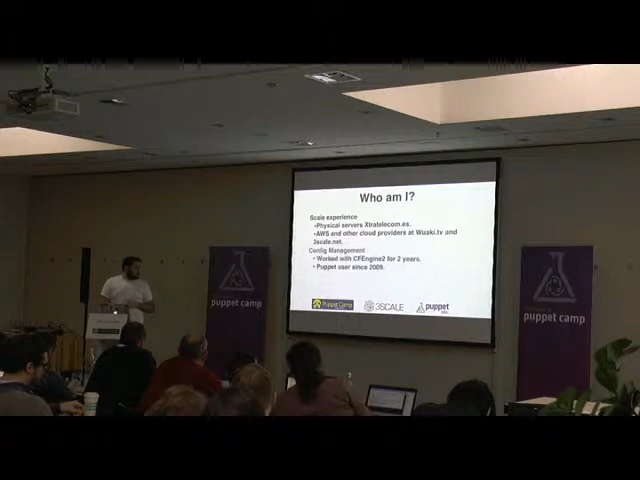 Who am I?
Scale experience
•Physical servers Xtratelecom.es.
•AWS and other cloud providers at Wuaki.tv and
3scale.net.
Config Management
•Worked with CFEngine2 for 2 years.
•Puppet user since 2009.
Puppet Camp
3SCALE
puppet
labs
puppet camp
puppet camp